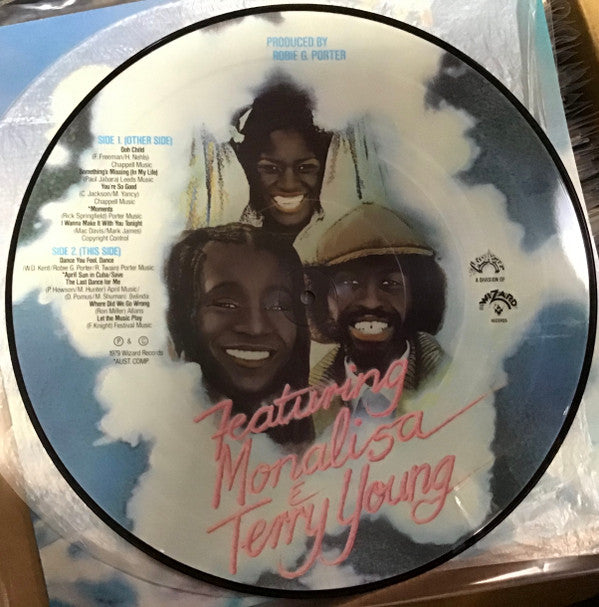 PRODUCED BY
ROBIE G. PORTER
SIDE 1. (OTHER SIDE)
Ooh Child
(F. Freeman/H. Nehls)
Chappell Music
Something's Missing (In My Life)
(Paul Jabara) Leeds Music
You're So Good
(C. Jackson/M. Yancy)
Chappell Music
*Moments
(Rick Springfield) Porter Music
I Wanna Make It With You Tonight
(Mac Davis/Mark James)
Copyright Control
SIDE 2. (THIS SIDE)
Dance You Feel, Dance
(W.D. Kent/Robie G. Porter/R. Twain) Porter Music
*April Sun in Cuba/Save
The Last Dance for Me
(P. Hewson/M. Hunter) April Music/
(D. Pomus/M. Shuman) Belinda
Where Did We Go Wrong
(Ron Miller) Allans
Let the Music Play
(F. Knight) Festival Music
P & C
1979 Wizard Records
*AUST. COMP.
A DIVISION OF
WIZARD
RECORDS
Featuring
Monalisa
&
Terry Young